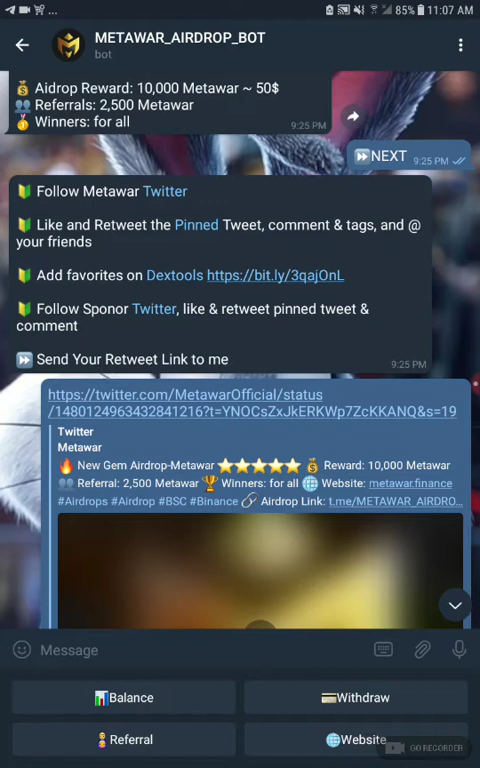 85% 11:07 AM
METAWAR_AIRDROP_BOT
bot
💰 Aidrop Reward: 10,000 Metawar ~ 50$
👥 Referrals: 2,500 Metawar
🥇 Winners: for all
9:25 PM
⏩NEXT 9:25 PM
🔰 Follow Metawar Twitter
🔰 Like and Retweet the Pinned Tweet, comment & tags, and @
your friends
🔰 Add favorites on Dextools https://bit.ly/3qajOnL
🔰 Follow Sponor Twitter, like & retweet pinned tweet &
comment
⏩ Send Your Retweet Link to me
9:25 PM
https://twitter.com/MetawarOfficial/status
/1480124963432841216?t=YNOCsZxJkERKWp7ZcKKANQ&s=19
Twitter
Metawar
🔥 New Gem Airdrop-Metawar ⭐⭐⭐⭐⭐ 💰 Reward: 10,000 Metawar
👥 Referral: 2,500 Metawar 🏆 Winners: for all 🌐 Website: metawar.finance
#Airdrops #Airdrop #BSC #Binance 🔗 Airdrop Link: t.me/METAWAR_AIRDRO...
Message
📊Balance
💳Withdraw
Referral
🌐Website
GO RECORDER